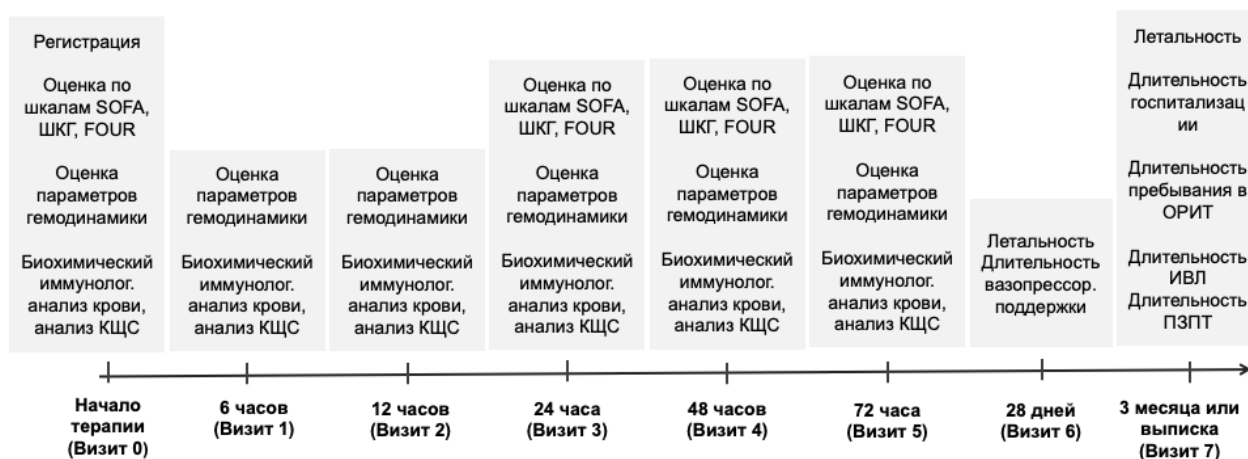 Регистрация
Оценка по
шкалам SOFA,
ШКГ, FOUR
Оценка
параметров
гемодинамики
Биохимический
иммунолог.
анализ крови,
анализ КЩС
Оценка
параметров
гемодинамики
Биохимический
иммунолог.
анализ крови,
анализ КЩС
Оценка
параметров
гемодинамики
Биохимический
иммунолог.
анализ крови,
анализ КЩС
Оценка по
шкалам SOFA,
ШКГ, FOUR
Оценка
параметров
гемодинамики
Биохимический
иммунолог.
анализ крови,
анализ КЩС
Оценка по
шкалам SOFA,
ШКГ, FOUR
Оценка
параметров
гемодинамики
Биохимический
иммунолог.
анализ крови,
анализ КЩС
Оценка по
шкалам SOFA,
ШКГ, FOUR
Оценка
параметров
гемодинамики
Биохимический
иммунолог.
анализ крови,
анализ КЩС
Летальность
Длительность
вазопрессор.
поддержки
Летальность
Длительность
госпитализац
ии
Длительность
пребывания в
ОРИТ
Длительность
ИВЛ
Длительность
ПЗПТ
Начало
терапии
(Визит 0)
6 часов
(Визит 1)
12 часов
(Визит 2)
24 часа
(Визит 3)
48 часов
(Визит 4)
72 часа
(Визит 5)
28 дней
(Визит 6)
3 месяца или
выписка
(Визит 7)